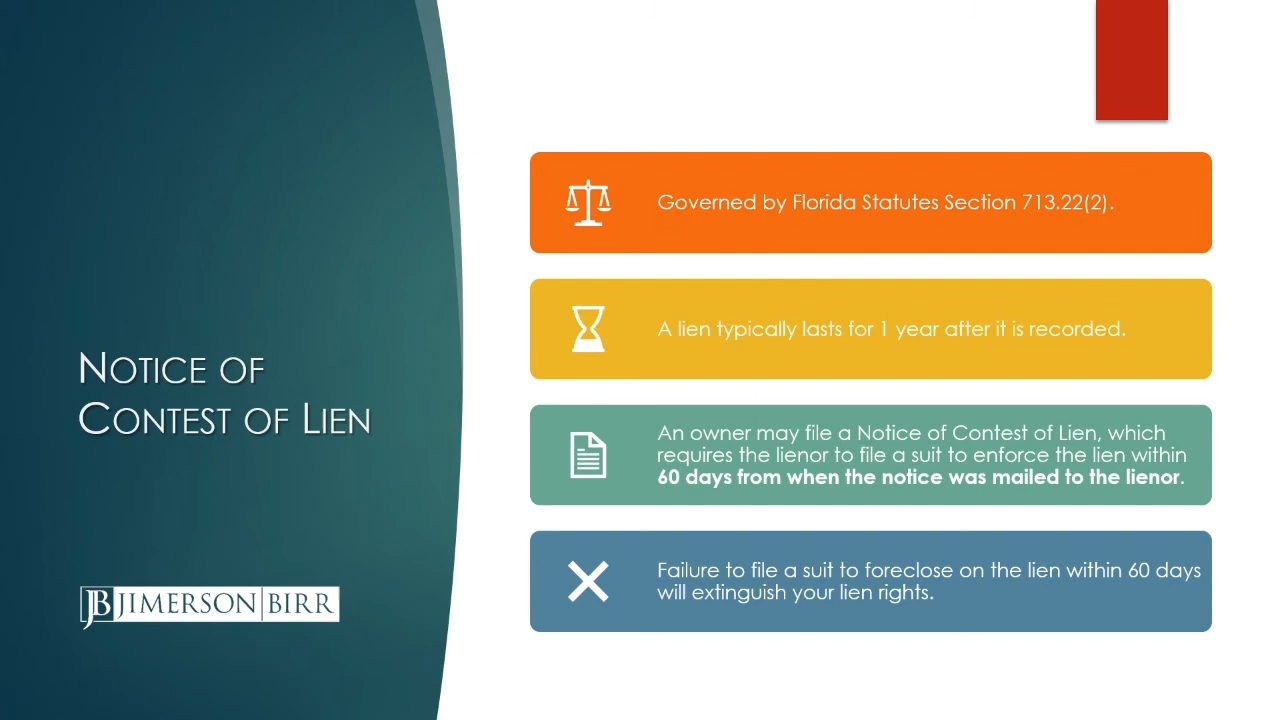 NOTICE OF
CONTEST OF LIEN
JB JIMERSON BIRR
Governed by Florida Statutes Section 713.22(2).
A lien typically lasts for 1 year after it is recorded.
An owner may file a Notice of Contest of Lien, which
requires the lienor to file a suit to enforce the lien within
60 days from when the notice was mailed to the lienor.
Failure to file a suit to foreclose on the lien within 60 days
will extinguish your lien rights.